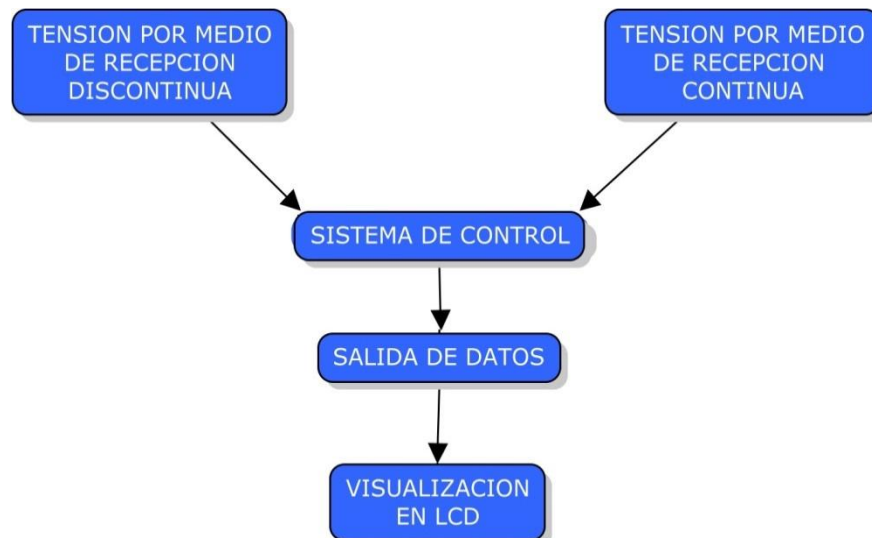 TENSION POR MEDIO
DE RECEPCION
DISCONTINUA
TENSION POR MEDIO
DE RECEPCION
CONTINUA
SISTEMA DE CONTROL
SALIDA DE DATOS
VISUALIZACION
EN LCD